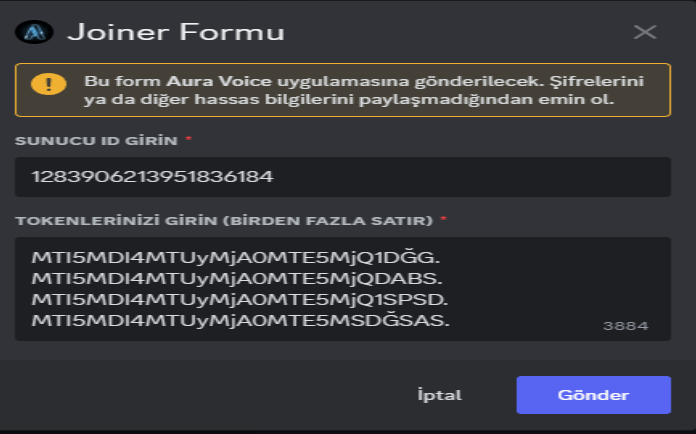 Joiner Formu
Bu form Aura Voice uygulamasına gönderilecek. Şifrelerini
ya da diğer hassas bilgilerini paylaşmadığından emin ol.
SUNUCU ID GİRİN *
1283906213951836184
TOKENLERİNİZİ GİRİN (BİRDEN FAZLA SATIR) *
MTI5MDI4MTUyMjA0MTE5MjQ1DĞG.
MTI5MDI4MTUyMjA0MTE5MjQDABS.
MTI5MDI4MTUyMjA0MTE5MjQ1SPSD.
MTI5MDI4MTUyMjA0MTE5MSDĞSAS.
3884
İptal
Gönder